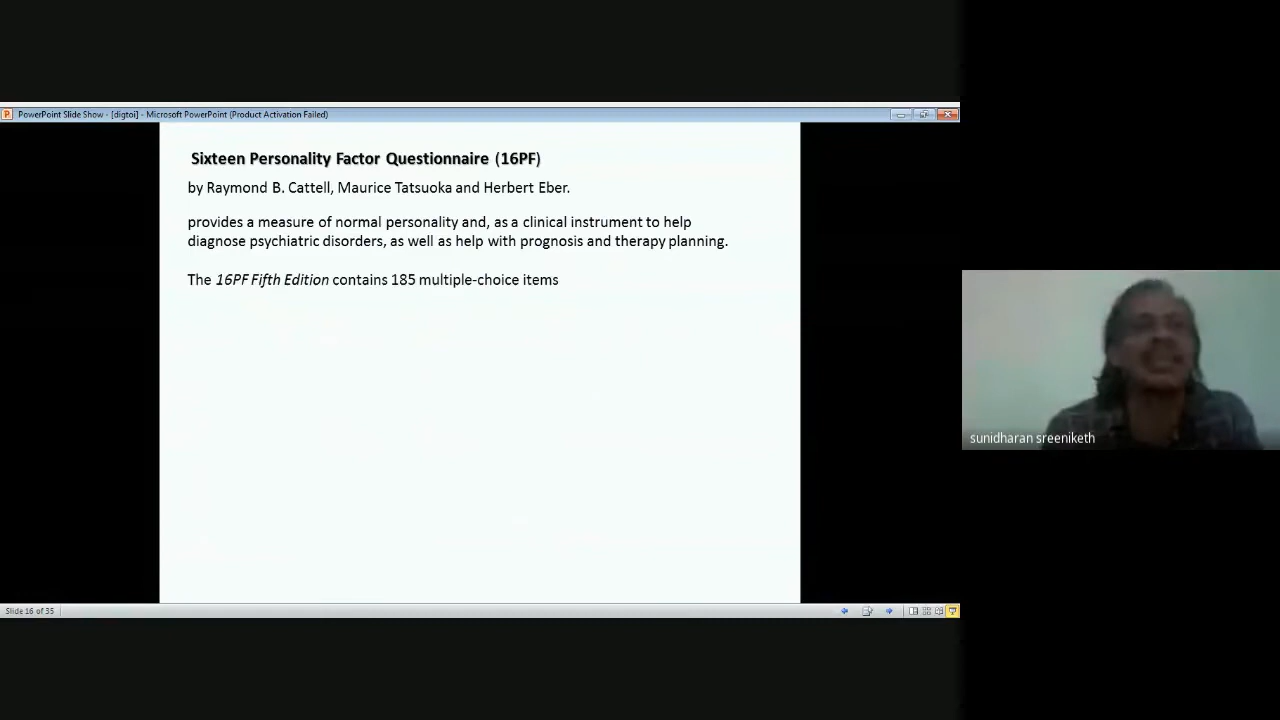 PowerPoint Slide Show - [digtoi] - Microsoft PowerPoint (Product Activation Failed)
Sixteen Personality Factor Questionnaire (16PF)
by Raymond B. Cattell, Maurice Tatsuoka and Herbert Eber.
provides a measure of normal personality and, as a clinical instrument to help
diagnose psychiatric disorders, as well as help with prognosis and therapy planning.
The 16PF Fifth Edition contains 185 multiple-choice items
sunidharan sreeniketh
Slide 16 of 35